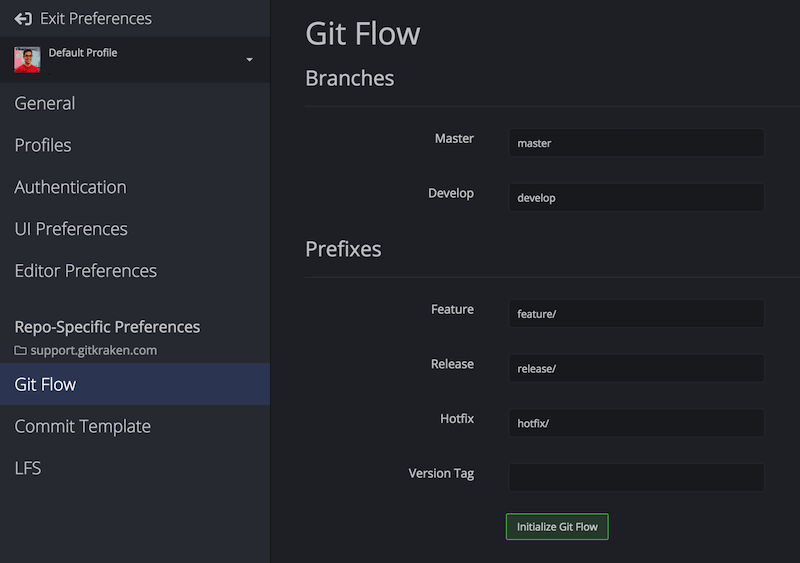 Exit Preferences
Default Profile
General
Profiles
Authentication
UI Preferences
Editor Preferences
Repo-Specific Preferences
support.gitkraken.com
Git Flow
Commit Template
LFS
Git Flow
Branches
Master master
Develop develop
Prefixes
Feature feature/
Release release/
Hotfix hotfix/
Version Tag
Initialize Git Flow